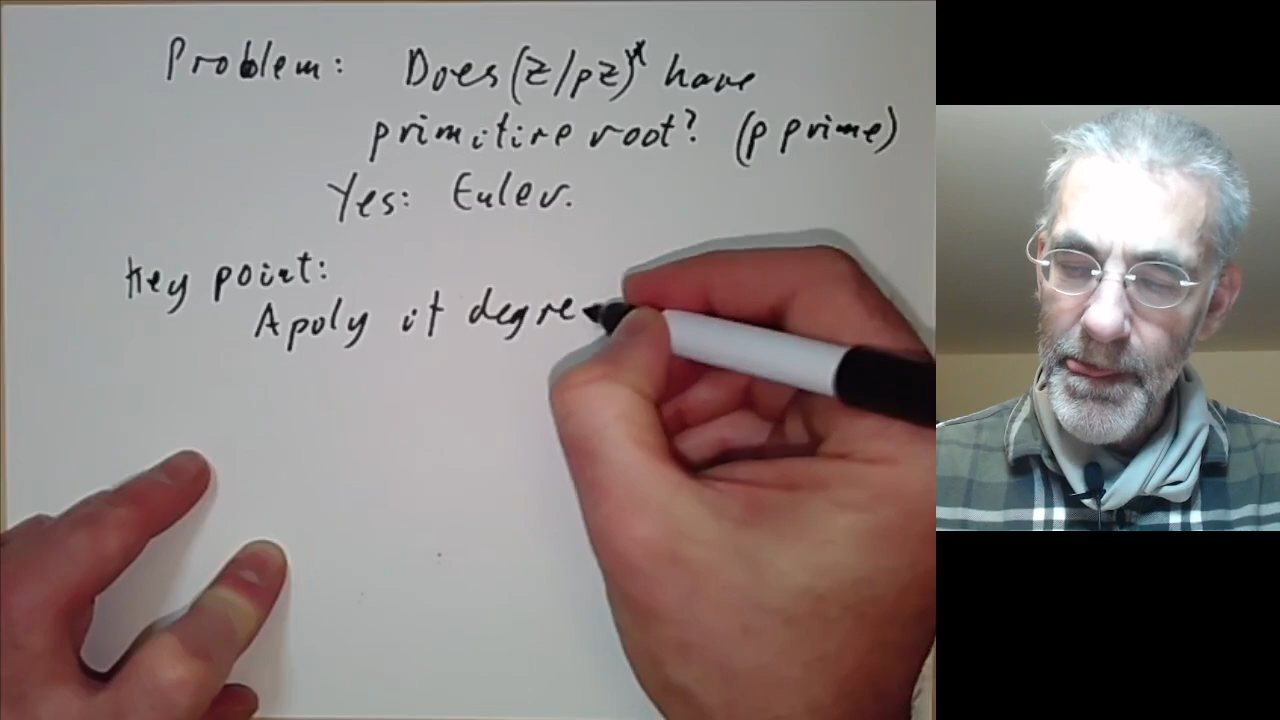 Problem: Does (Z/pZ)* have
primitive root? (p prime)
Yes: Euler.
Key point:
A poly of degre